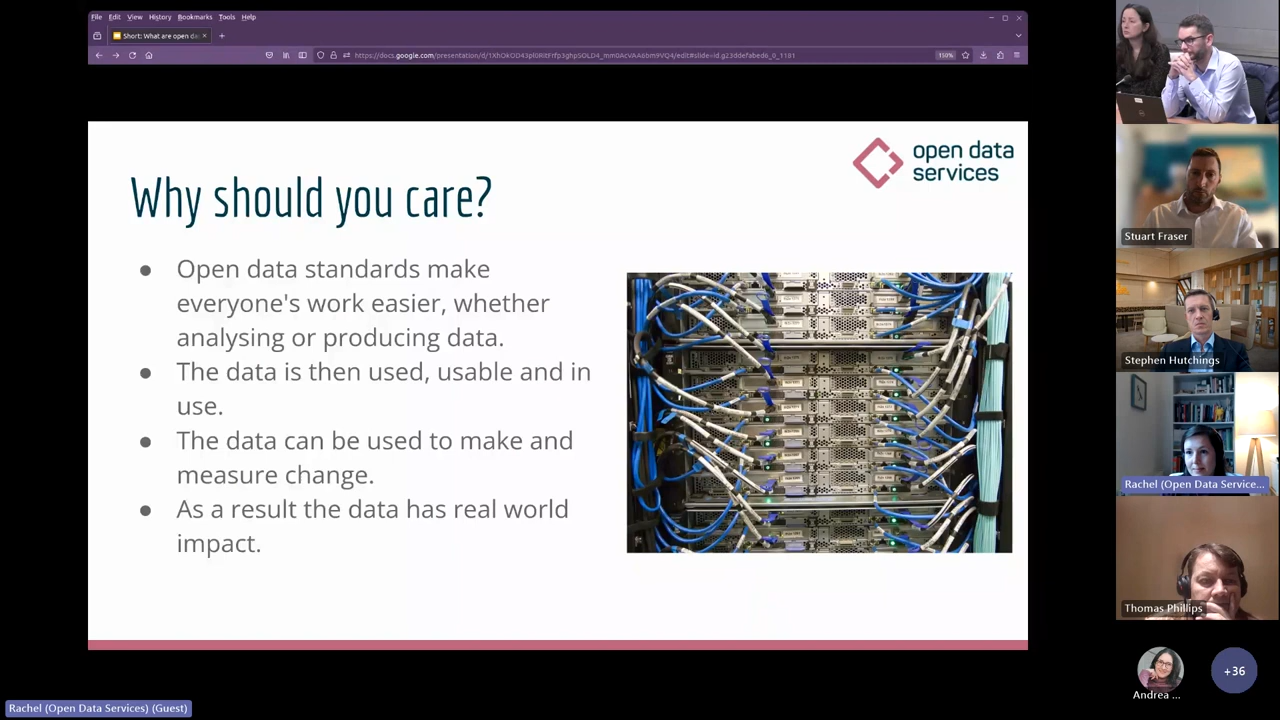 File Edit View History Bookmarks Tools Help
Short: What are open da
110%
Why should you care?
open data
services
● Open data standards make
everyone's work easier, whether
analysing or producing data.
● The data is then used, usable and in
use.
● The data can be used to make and
measure change.
● As a result the data has real world
impact.
Stuart Fraser
Stephen Hutchings
Rachel (Open Data Service...
Thomas Phillips
Andrea ...
+36
Rachel (Open Data Services) (Guest)